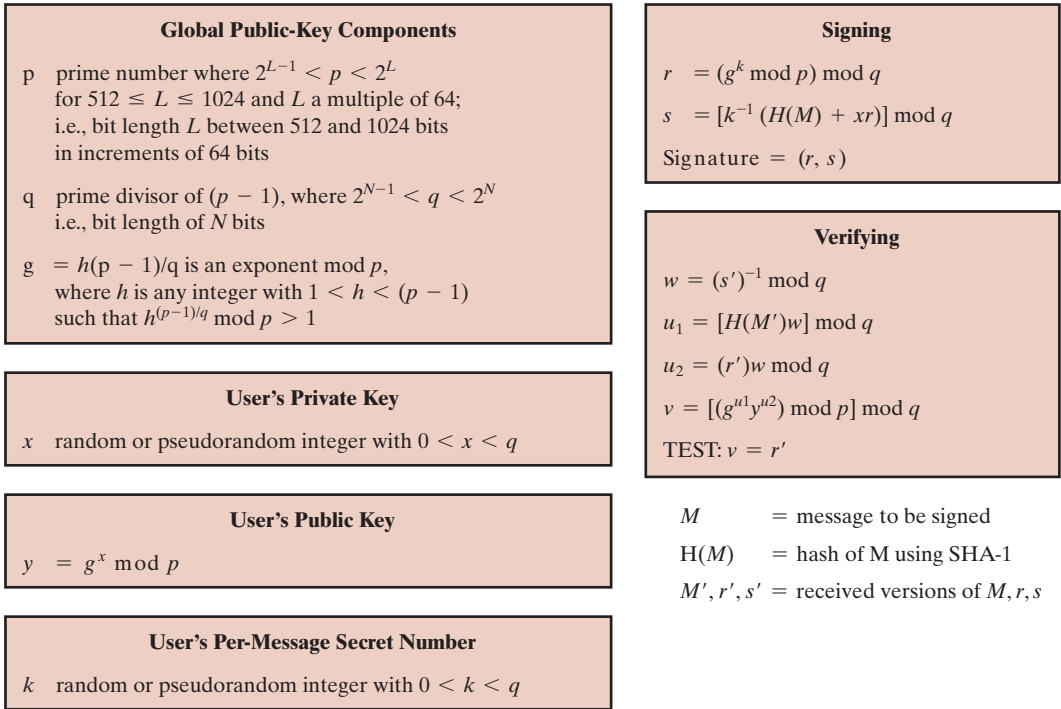 Global Public-Key Components
p prime number where 2^{L−1} < p < 2^L
for 512 ≤ L ≤ 1024 and L a multiple of 64;
i.e., bit length L between 512 and 1024 bits
in increments of 64 bits
q prime divisor of (p − 1), where 2^{N−1} < q < 2^N
i.e., bit length of N bits
g = h(p − 1)/q is an exponent mod p,
where h is any integer with 1 < h < (p − 1)
such that h^{(p−1)/q} mod p > 1
User's Private Key
x random or pseudorandom integer with 0 < x < q
User's Public Key
y = g^x mod p
User's Per-Message Secret Number
k random or pseudorandom integer with 0 < k < q
Signing
r = (g^k mod p) mod q
s = [k^{−1} (H(M) + xr)] mod q
Signature = (r, s)
Verifying
w = (s′)^{−1} mod q
u_1 = [H(M′)w] mod q
u_2 = (r′)w mod q
v = [(g^{u1}y^{u2}) mod p] mod q
TEST: v = r′
M = message to be signed
H(M) = hash of M using SHA-1
M′, r′, s′ = received versions of M, r, s